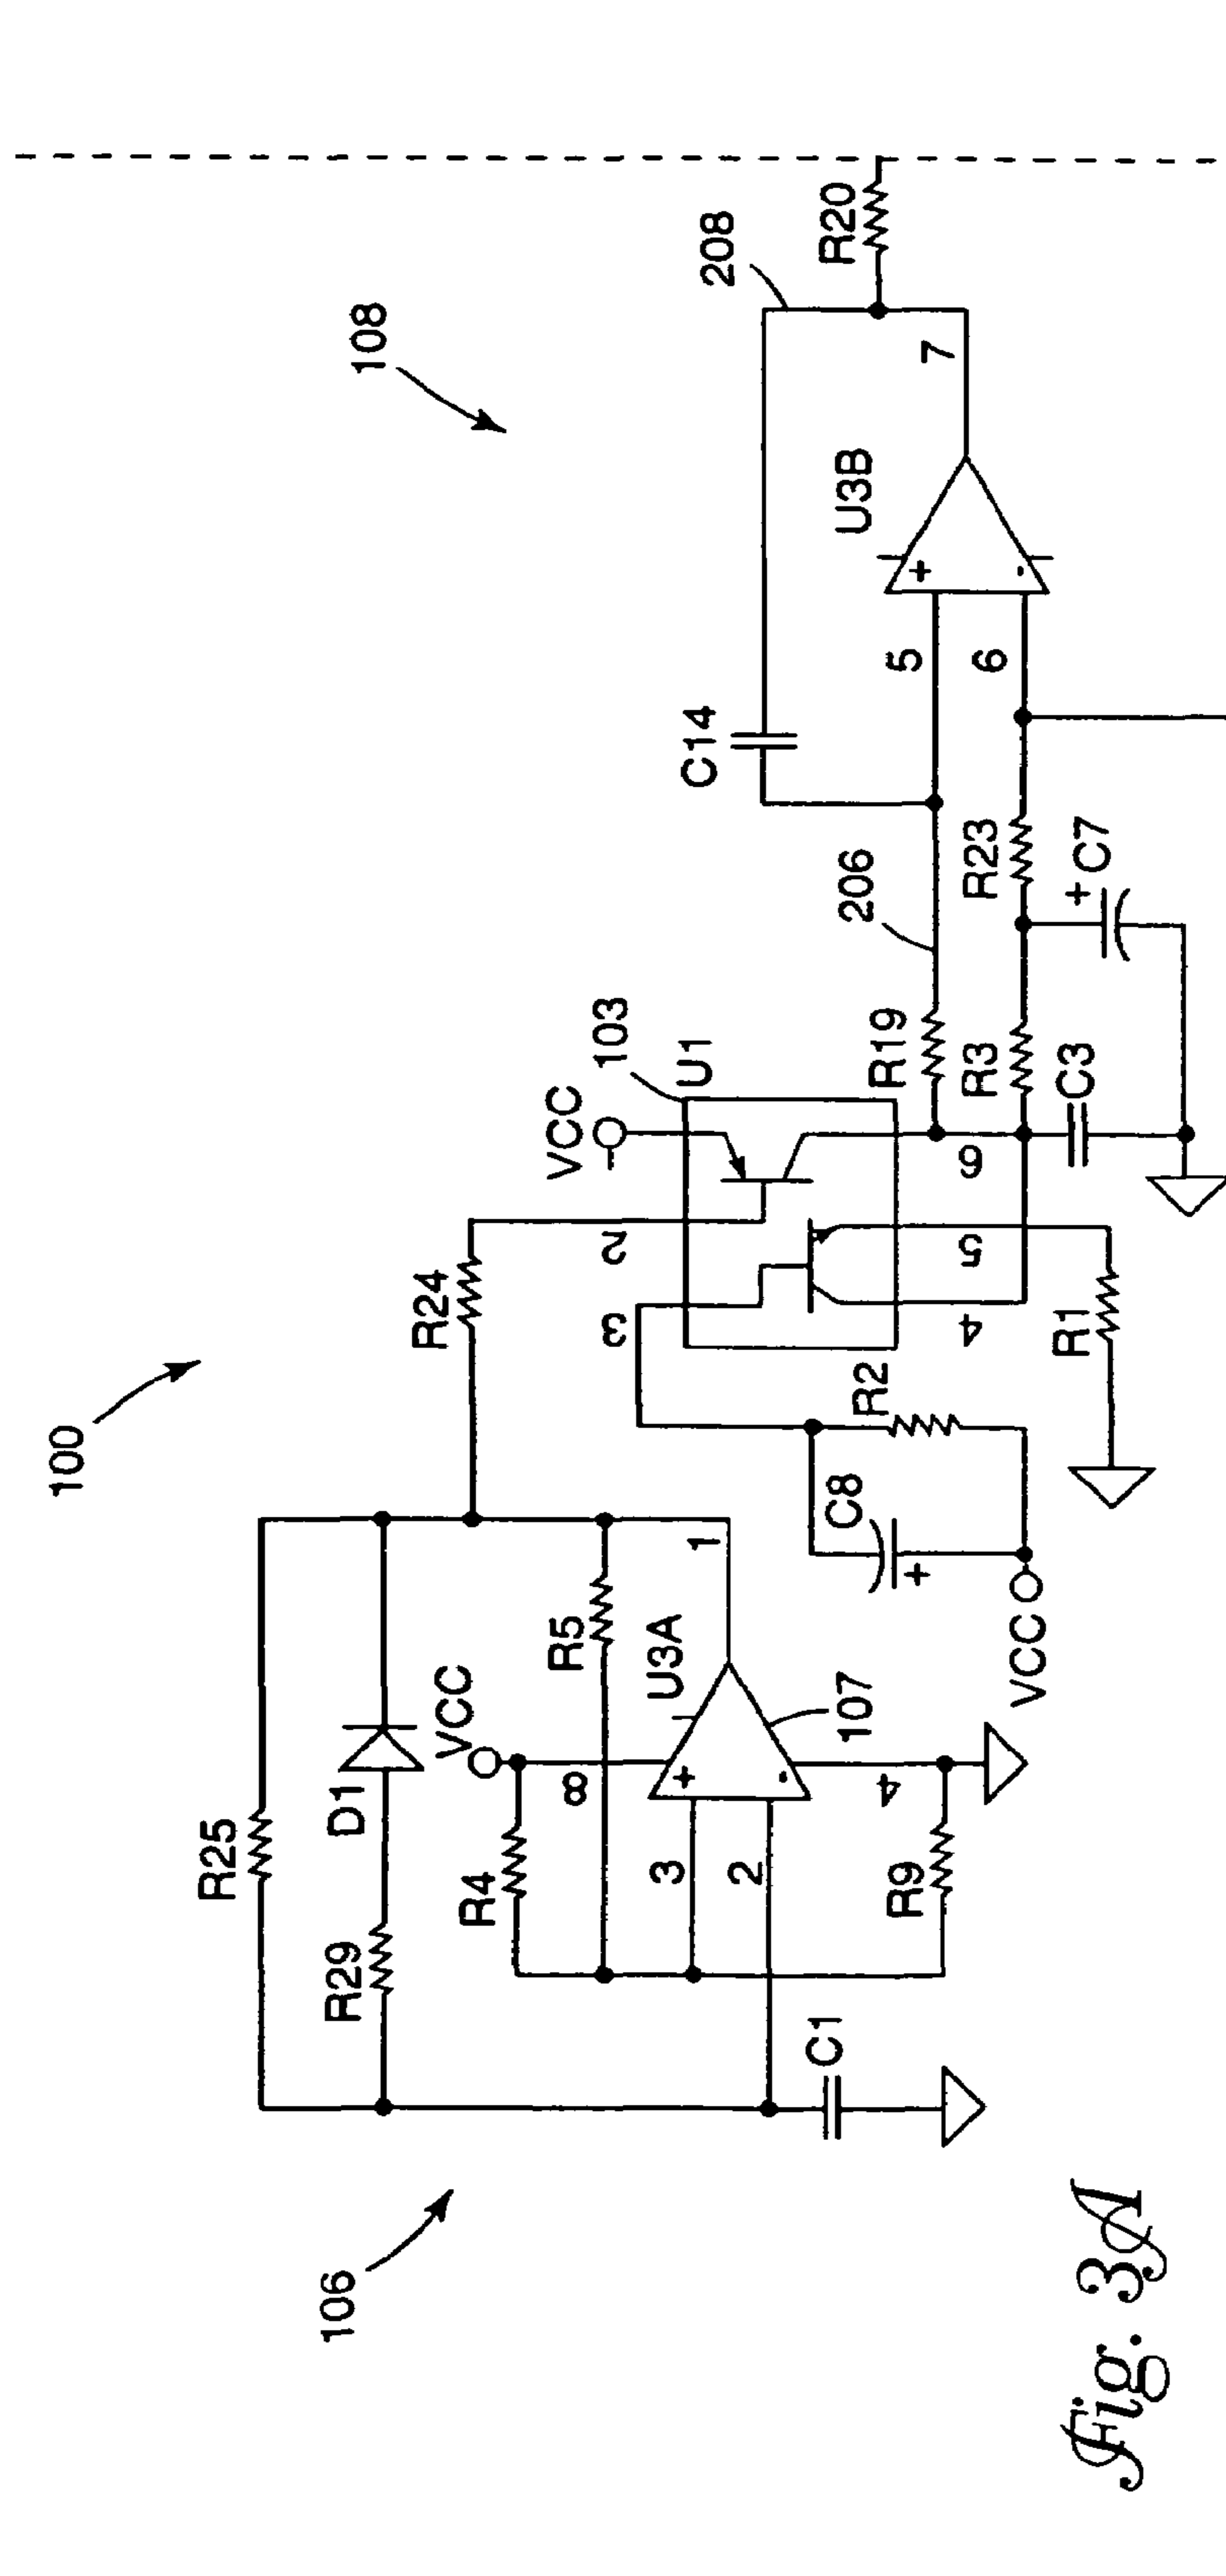 100
108
106
R25
R29
D1
VCC
R4
8
R5
U3A
3
2
1
107
4
R9
C1
R24
VCC
1
103
U1
2
3
6
5
4
C8
+
R2
VCC
R1
R19
R3
C3
206
R23
+
C7
C14
5
6
U3B
+
-
7
208
R20
+
-
Fig. 3A